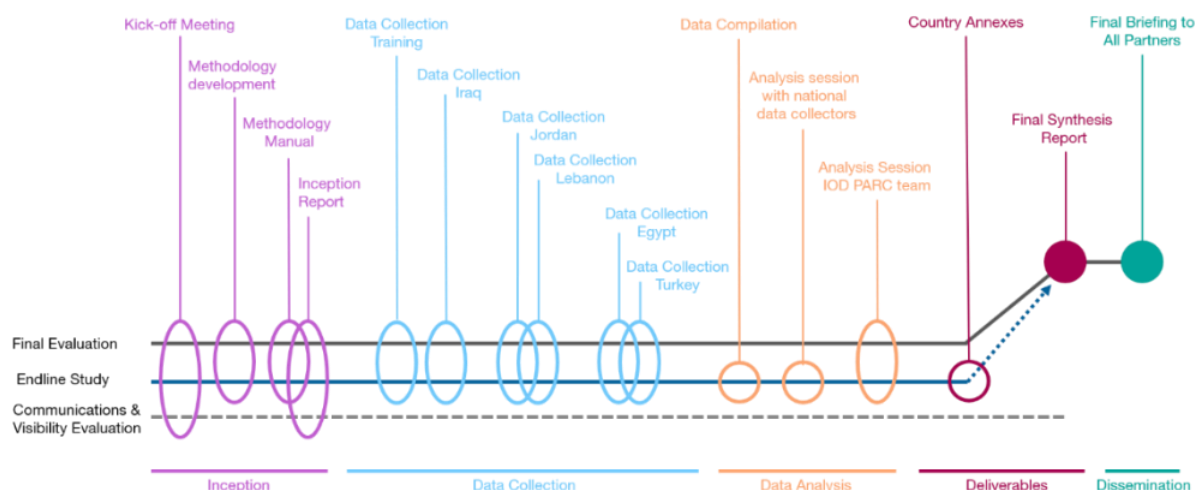 Kick-off Meeting
Methodology
development
Methodology
Manual
Inception
Report
Data Collection
Training
Data Collection
Iraq
Data Collection
Jordan
Data Collection
Lebanon
Data Collection
Egypt
Data Collection
Turkey
Data Compilation
Analysis session
with national
data collectors
Analysis Session
IOD PARC team
Country Annexes
Final Synthesis
Report
Final Briefing to
All Partners
Final Evaluation
Endline Study
Communications &
Visibility Evaluation
Inception
Data Collection
Data Analysis
Deliverables
Dissemination